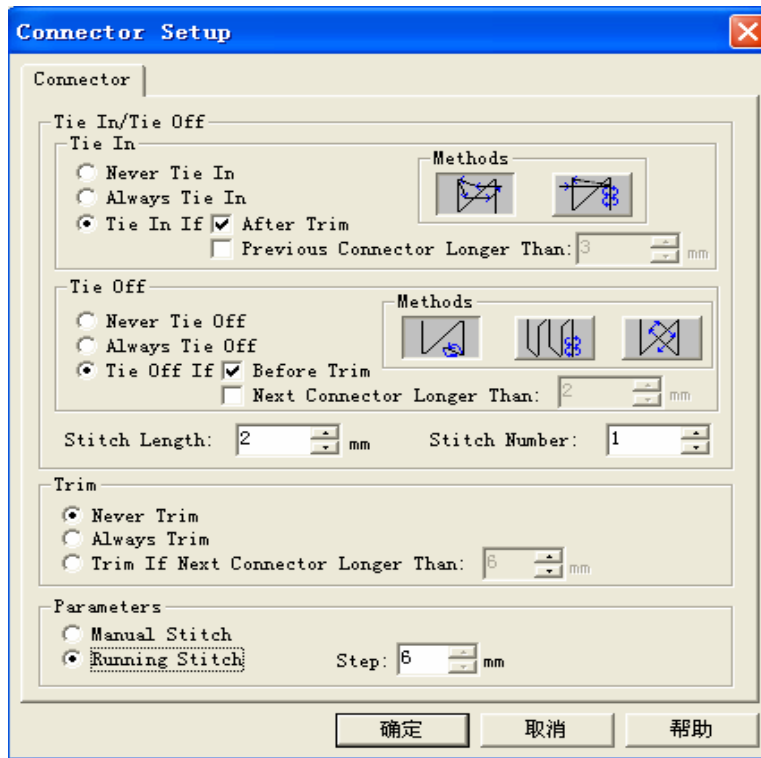 Connector Setup
Connector
Tie In/Tie Off
Tie In
Never Tie In
Always Tie In
Tie In If After Trim
Previous Connector Longer Than: 3 mm
Methods
Tie Off
Never Tie Off
Always Tie Off
Tie Off If Before Trim
Next Connector Longer Than: 2 mm
Methods
Stitch Length: 2 mm Stitch Number: 1
Trim
Never Trim
Always Trim
Trim If Next Connector Longer Than: 6 mm
Parameters
Manual Stitch
Running Stitch Step: 6 mm
确定 取消 帮助